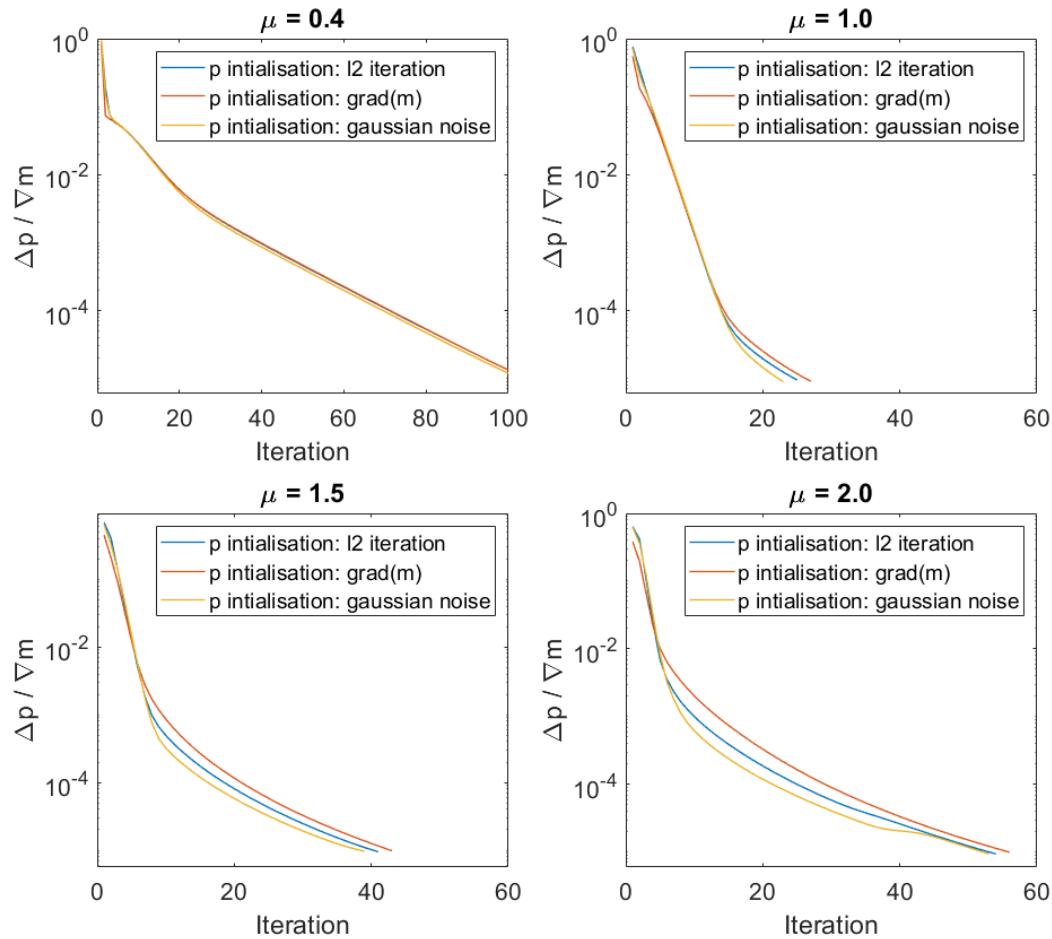 μ = 0.4
10^0
10^-2
10^-4
Δp / ∇m
p intialisation: l2 iteration
p intialisation: grad(m)
p intialisation: gaussian noise
0 20 40 60 80 100
Iteration
μ = 1.0
10^0
10^-2
10^-4
Δp / ∇m
p intialisation: l2 iteration
p intialisation: grad(m)
p intialisation: gaussian noise
0 20 40 60
Iteration
μ = 1.5
10^-2
10^-4
Δp / ∇m
p intialisation: l2 iteration
p intialisation: grad(m)
p intialisation: gaussian noise
0 20 40 60
Iteration
μ = 2.0
10^0
10^-2
10^-4
Δp / ∇m
p intialisation: l2 iteration
p intialisation: grad(m)
p intialisation: gaussian noise
0 20 40 60
Iteration